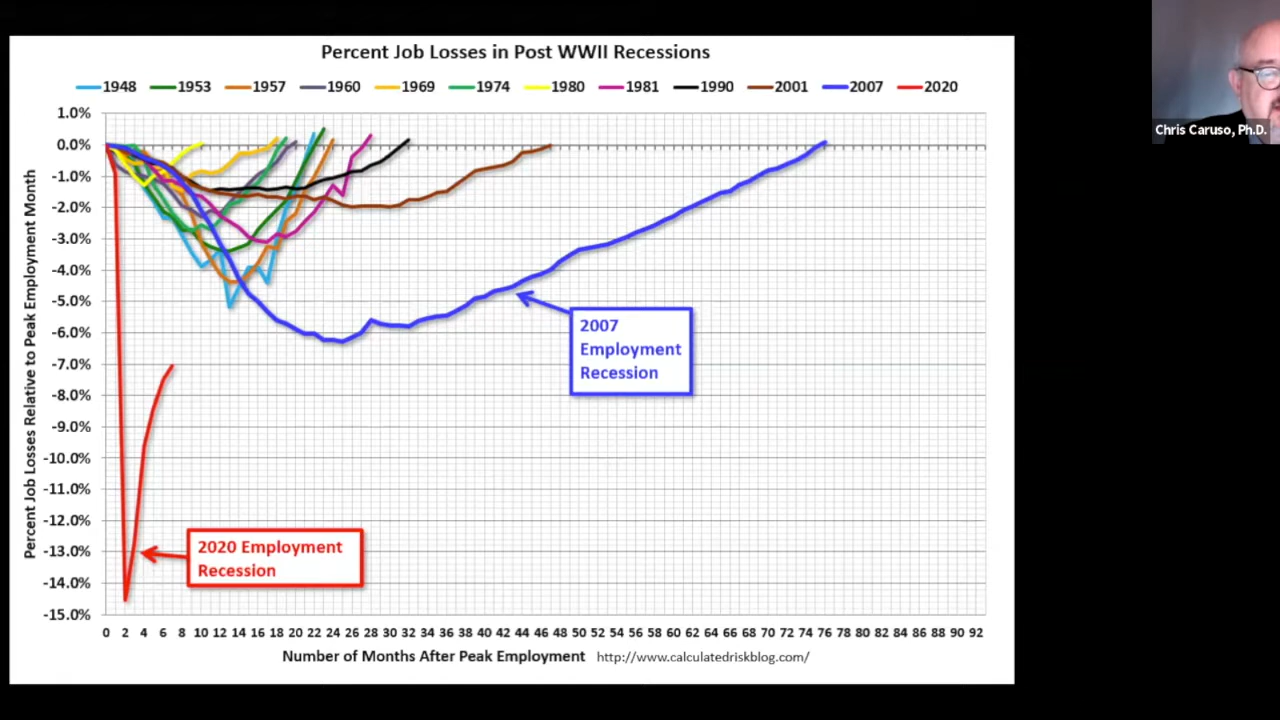 Percent Job Losses in Post WWII Recessions
1948 1953 1957 1960 1969 1974 1980 1981 1990 2001 2007 2020
Chris Caruso, Ph.D.
Percent Job Losses Relative to Peak Employment Month
1.0%
0.0%
-1.0%
-2.0%
-3.0%
-4.0%
-5.0%
-6.0%
-7.0%
-8.0%
-9.0%
-10.0%
-11.0%
-12.0%
-13.0%
-14.0%
-15.0%
2007
Employment
Recession
2020 Employment
Recession
0 2 4 6 8 10 12 14 16 18 20 22 24 26 28 30 32 34 36 38 40 42 44 46 48 50 52 54 56 58 60 62 64 66 68 70 72 74 76 78 80 82 84 86 88 90 92
Number of Months After Peak Employment http://www.calculatedriskblog.com/